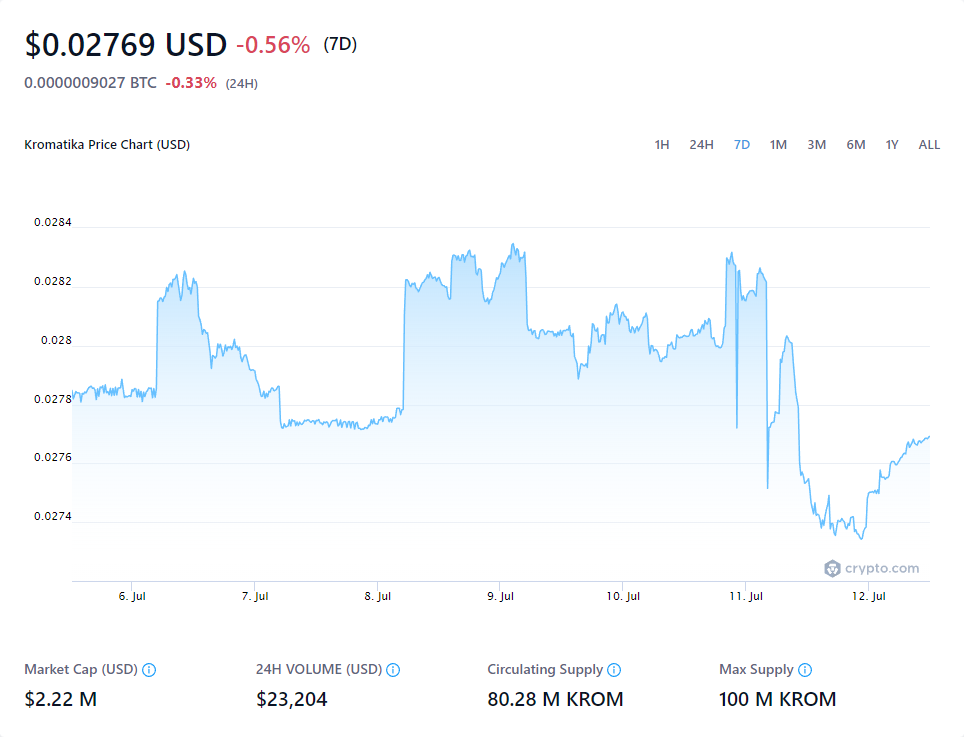 $0.02769 USD -0.56% (7D)
0.0000009027 BTC -0.33% (24H)
Kromatika Price Chart (USD) 1H 24H 7D 1M 3M 6M 1Y ALL
0.0284
0.0282
0.028
0.0278
0.0276
0.0274
crypto.com
6. Jul 7. Jul 8. Jul 9. Jul 10. Jul 11. Jul 12. Jul
Market Cap (USD) 24H VOLUME (USD) Circulating Supply Max Supply
$2.22 M $23,204 80.28 M KROM 100 M KROM